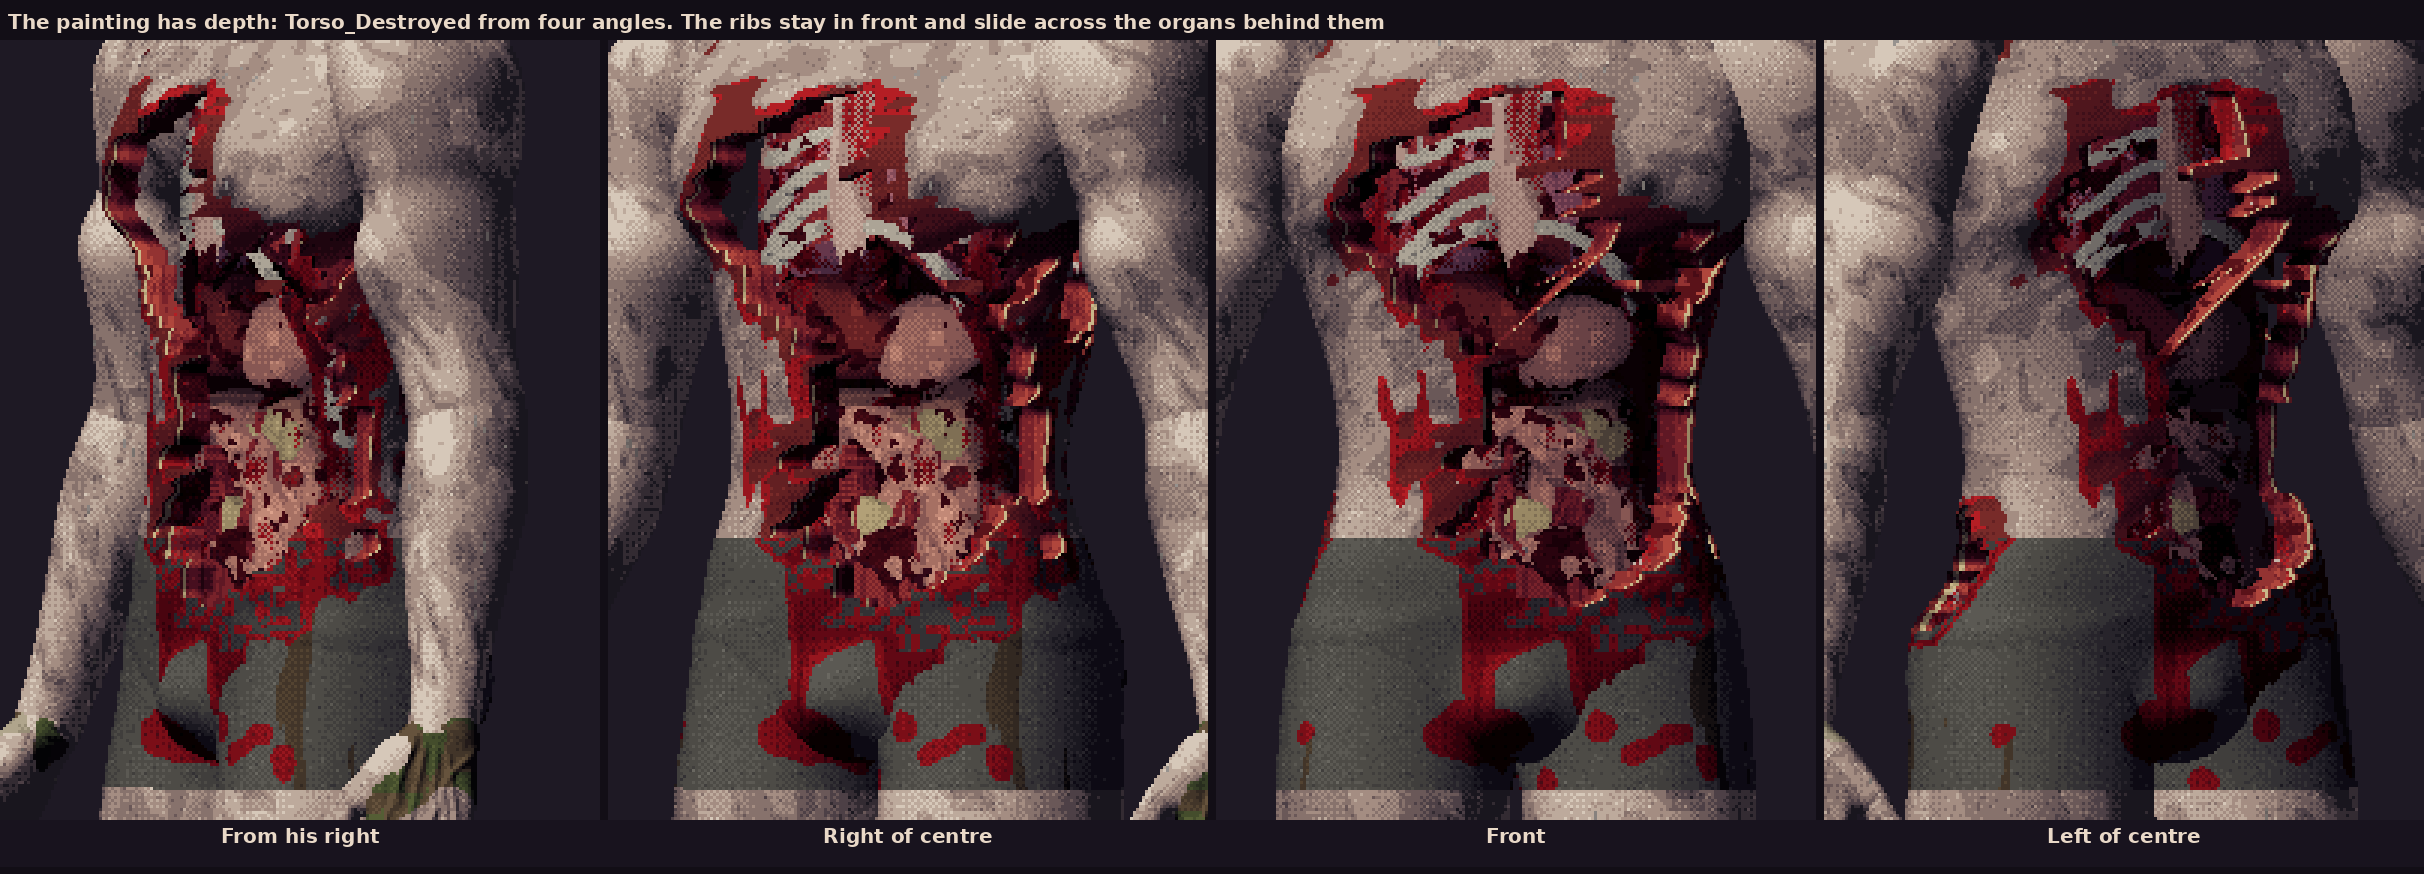 The painting has depth: Torso_Destroyed from four angles. The ribs stay in front and slide across the organs behind them
From his right
Right of centre
Front
Left of centre